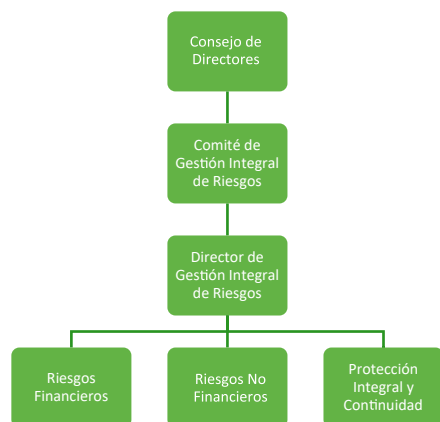 Consejo de
Directores
Comité de
Gestión Integral
de Riesgos
Director de
Gestión Integral
de Riesgos
Riesgos
Financieros
Riesgos No
Financieros
Protección
Integral y
Continuidad